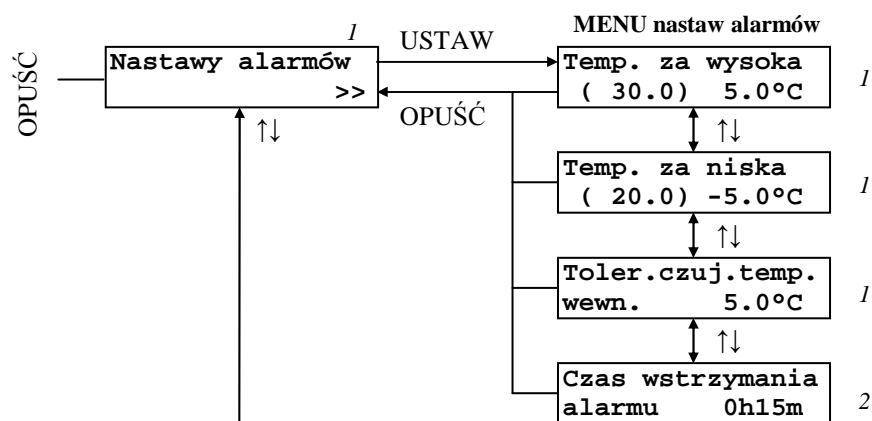 MENU nastaw alarmów
1
USTAW
OPUŚĆ
Nastawy alarmów
>>
OPUŚĆ
↑↓
Temp. za wysoka
( 30.0) 5.0°C
1
↑↓
Temp. za niska
( 20.0) -5.0°C
1
↑↓
Toler.czuj.temp.
wewn. 5.0°C
1
↑↓
Czas wstrzymania
alarmu 0h15m
2